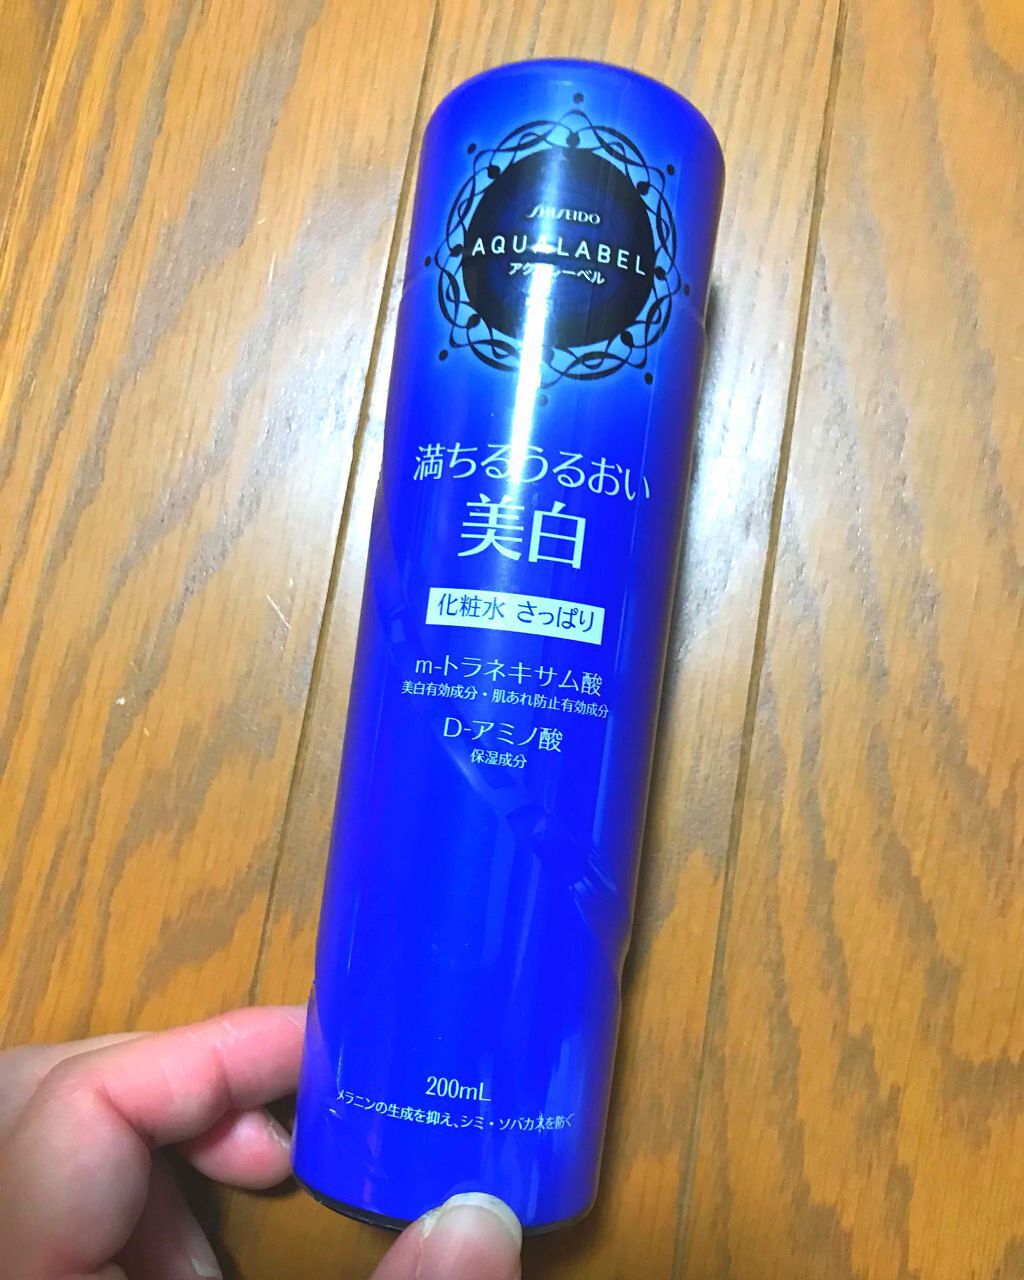 SHISEIDO
AQUALABEL
アクアレーベル
満ちるうるおい
美白
化粧水 さっぱり
m-トラネキサム酸
美白有効成分・肌あれ防止有効成分
D-アミノ酸
保湿成分
200mL
メラニンの生成を抑え、シミ・ソバカスを防ぐ